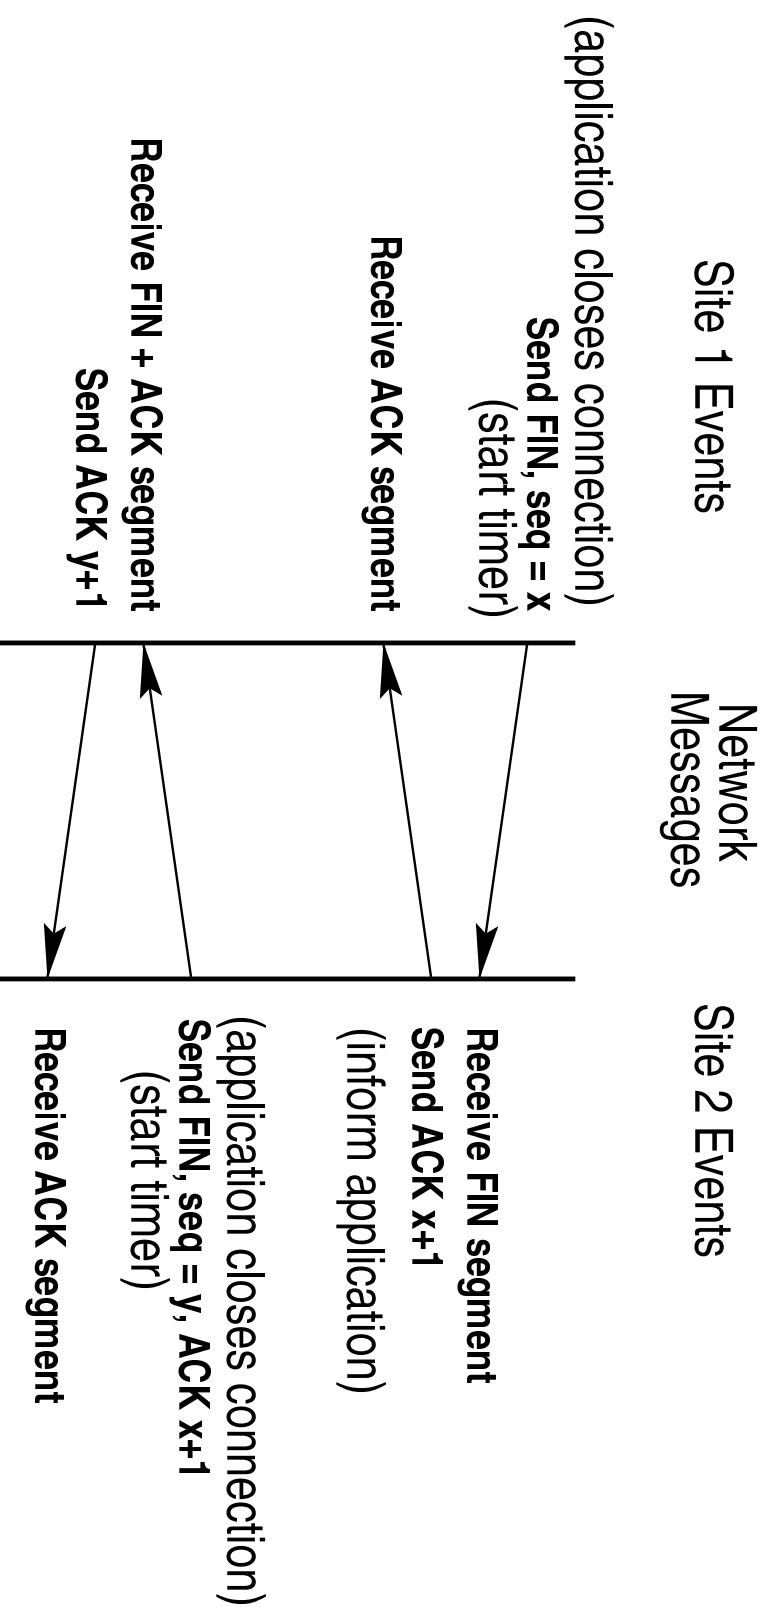 Site 1 Events
Network
Messages
Site 2 Events
(application closes connection)
Send FIN, seq = x
(start timer)
Receive FIN segment
Send ACK x+1
Receive ACK segment
(inform application)
(application closes connection)
Send FIN, seq = y, ACK x+1
(start timer)
Receive FIN + ACK segment
Send ACK y+1
Receive ACK segment